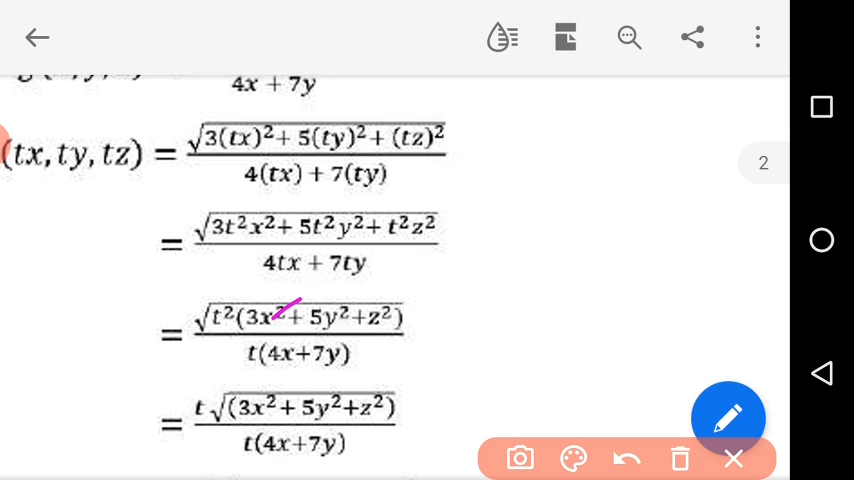 4x + 7y
(tx, ty, tz) = √3(tx)²+ 5(ty)²+ (tz)² / 4(tx) + 7(ty)
2
= √3t²x²+ 5t²y²+ t²z² / 4tx + 7ty
= √t²(3x²+ 5y²+z²) / t(4x+7y)
= t √(3x²+ 5y²+z²) / t(4x+7y)